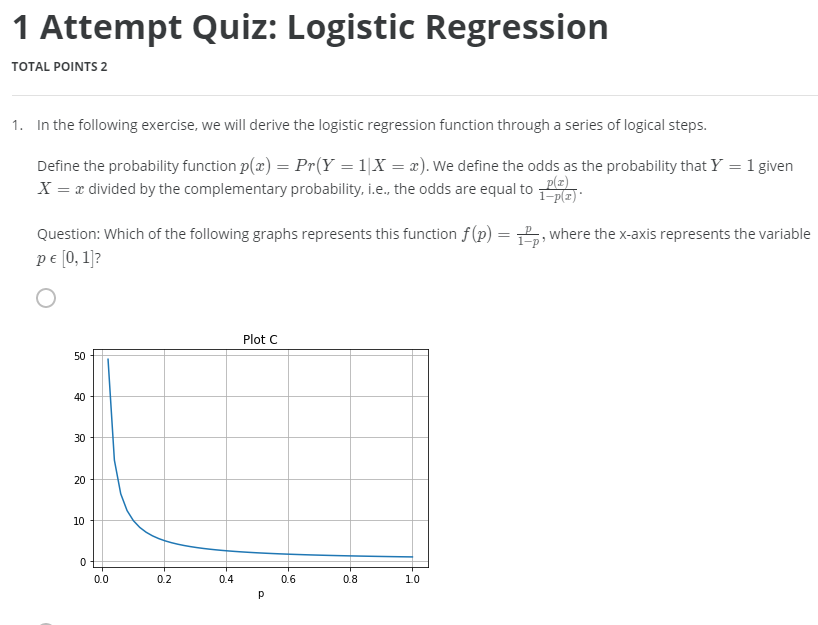 1 Attempt Quiz: Logistic Regression
TOTAL POINTS 2
1. In the following exercise, we will derive the logistic regression function through a series of logical steps.
Define the probability function p(x) = Pr(Y = 1|X = x). We define the odds as the probability that Y = 1 given
X = x divided by the complementary probability, i.e., the odds are equal to p(x)/1−p(x).
Question: Which of the following graphs represents this function f(p) = p/1−p, where the x-axis represents the variable
p ϵ [0, 1]?
Plot C
50
40
30
20
10
0
0.0 0.2 0.4 0.6 0.8 1.0
p